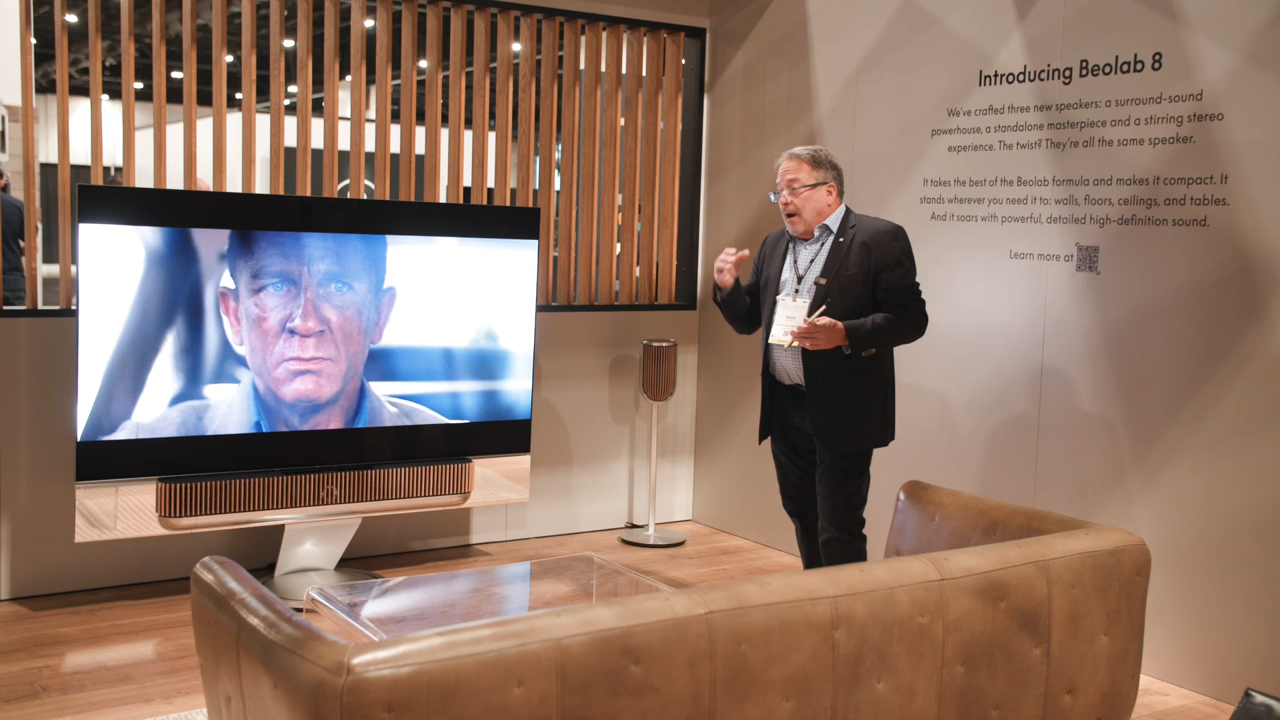 Introducing Beolab 8
We've crafted three new speakers: a surround-sound
powerhouse, a standalone masterpiece and a stirring stereo
experience. The twist? They're all the same speaker.
It takes the best of the Beolab formula and makes it compact. It
stands wherever you need it to: walls, floors, ceilings, and tables.
And it soars with powerful, detailed high-definition sound.
Learn more at